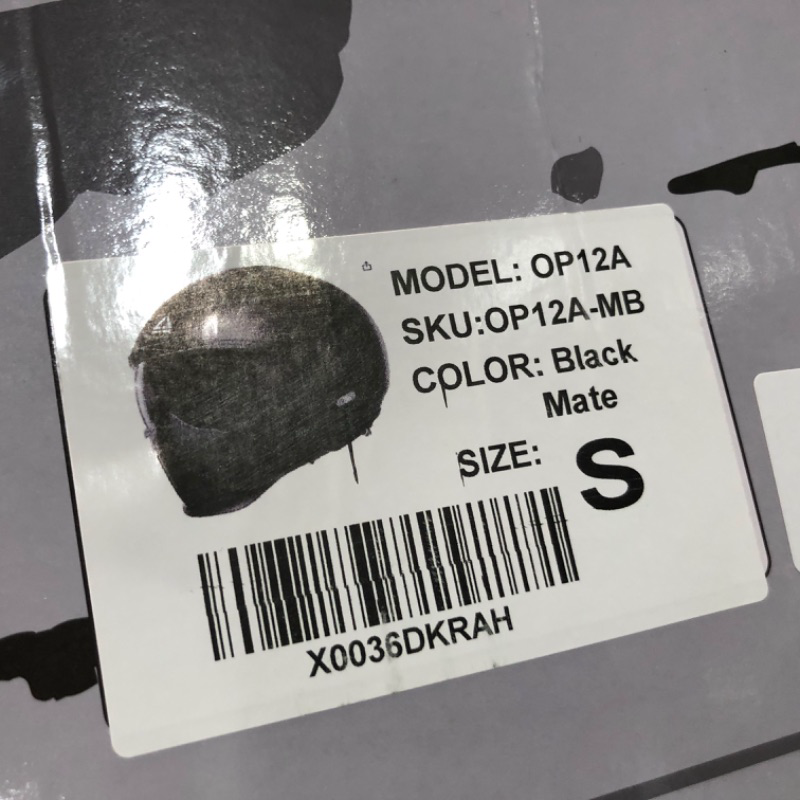 MODEL: OP12A
SKU:OP12A-MB
COLOR: Black
Mate
SIZE: S
X0036DKRAH